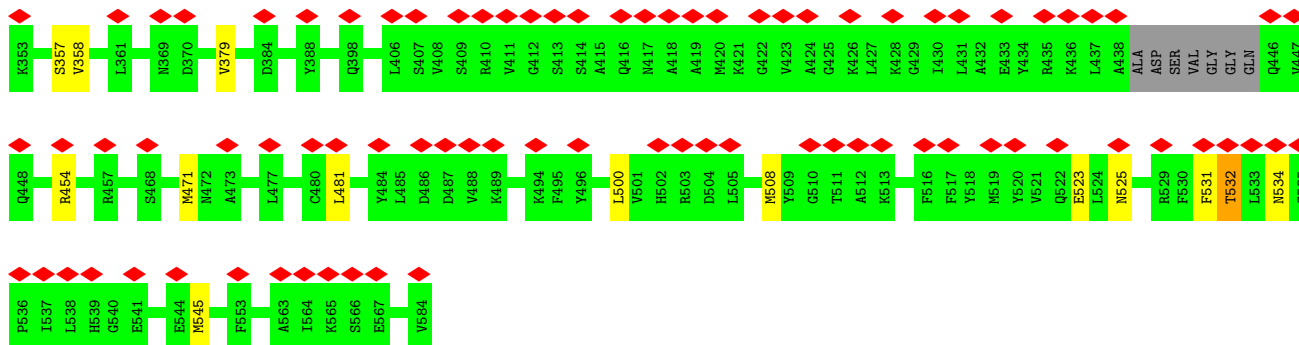 K353 S357 V358 L361 N369 D370 V379 D384 Y388 Q398 L406 S407 V408 S409 R410 V411 G412 S413 S414 A415 Q416 N417 A418 A419 M420 K421 G422 V423 A424 G425 K426 L427 K428 G429 I430 L431 A432 E433 Y434 R435 K436 L437 A438 ALA ASP SER VAL GLY GLY GLN Q446 V447
Q448 R454 R457 S468 M471 N472 A473 L477 C480 L481 Y484 L485 D486 D487 V488 K489 K494 F495 Y496 L500 V501 H502 R503 D504 L505 M508 Y509 G510 T511 A512 K513 F516 F517 Y518 M519 Y520 V521 Q522 E523 L524 N525 R529 F530 F531 T532 L533 N534
P536 I537 L538 H539 G540 E541 E544 M545 F553 A563 I564 K565 S566 E567 V584